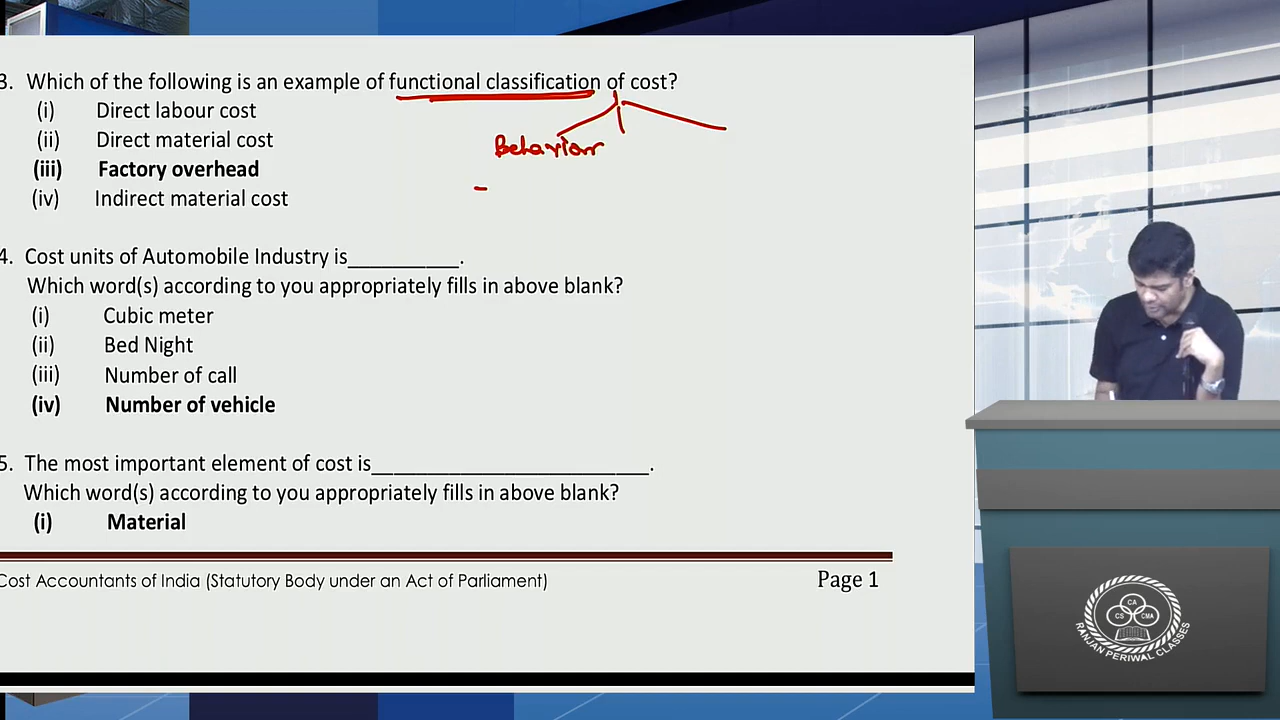 3. Which of the following is an example of functional classification of cost?
(i) Direct labour cost
(ii) Direct material cost
(iii) Factory overhead
(iv) Indirect material cost
Behaviour
4. Cost units of Automobile Industry is__________.
Which word(s) according to you appropriately fills in above blank?
(i) Cubic meter
(ii) Bed Night
(iii) Number of call
(iv) Number of vehicle
5. The most important element of cost is_________________________.
Which word(s) according to you appropriately fills in above blank?
(i) Material
Cost Accountants of India (Statutory Body under an Act of Parliament)
Page 1
CA
CS CMA
RANJAN PERIWAL CLASSES